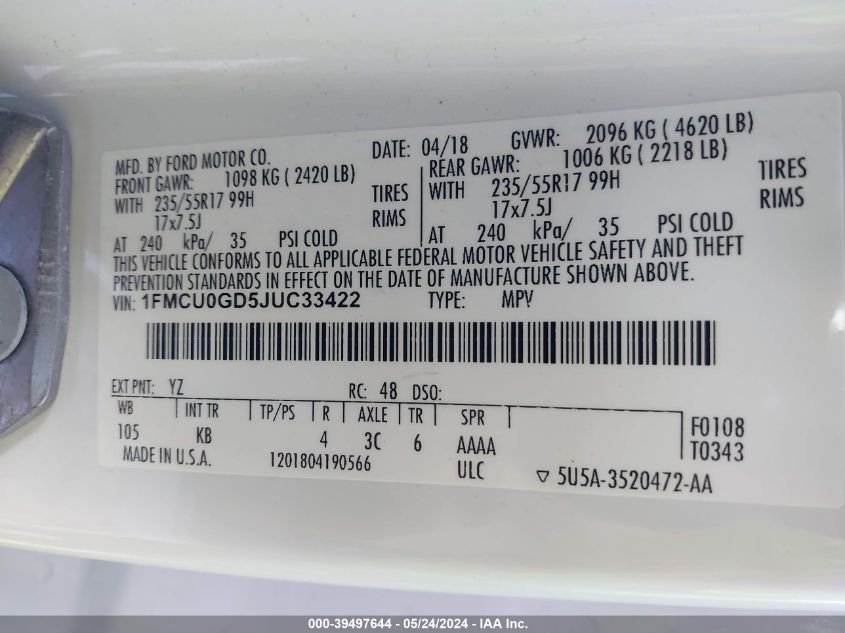 MFD. BY FORD MOTOR CO. DATE: 04/18 GVWR: 2096 KG ( 4620 LB)
FRONT GAWR: 1098 KG ( 2420 LB) REAR GAWR: 1006 KG ( 2218 LB)
WITH 235/55R17 99H TIRES WITH 235/55R17 99H TIRES
17x7.5J RIMS 17x7.5J RIMS
AT 240 kPa/ 35 PSI COLD AT 240 kPa/ 35 PSI COLD
THIS VEHICLE CONFORMS TO ALL APPLICABLE FEDERAL MOTOR VEHICLE SAFETY AND THEFT
PREVENTION STANDARDS IN EFFECT ON THE DATE OF MANUFACTURE SHOWN ABOVE.
VIN: 1FMCU0GD5JUC33422 TYPE: MPV
EXT PNT: YZ RC: 48 DSO:
WB INT TR TP/PS R AXLE TR SPR F0108
105 KB 4 3C 6 AAAA T0343
MADE IN U.S.A. 1201804190566 ULC ▽ 5U5A-3520472-AA
000-39497644 - 05/24/2024 - IAA Inc.